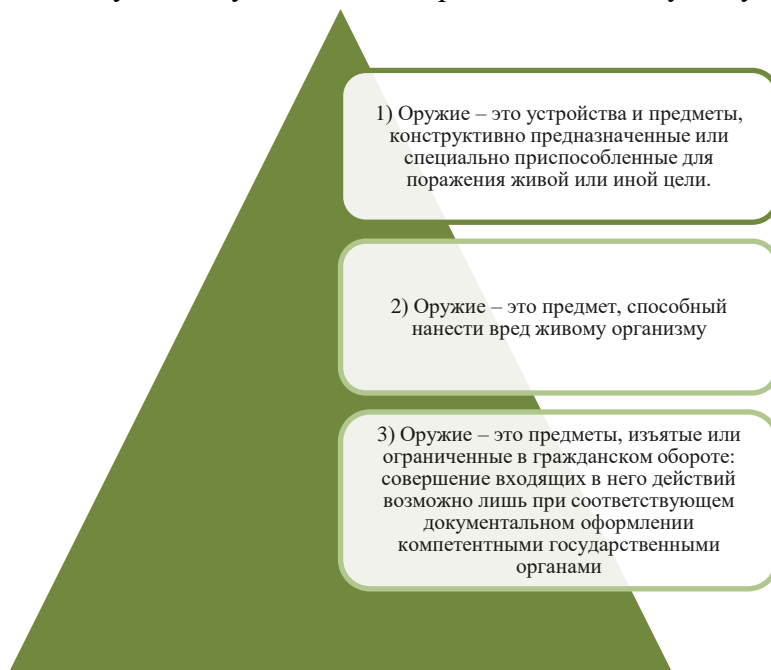 1) Оружие – это устройства и предметы,
конструктивно предназначенные или
специально приспособленные для
поражения живой или иной цели.
2) Оружие – это предмет, способный
нанести вред живому организму
3) Оружие – это предметы, изъятые или
ограниченные в гражданском обороте:
совершение входящих в него действий
возможно лишь при соответствующем
документальном оформлении
компетентными государственными
органами